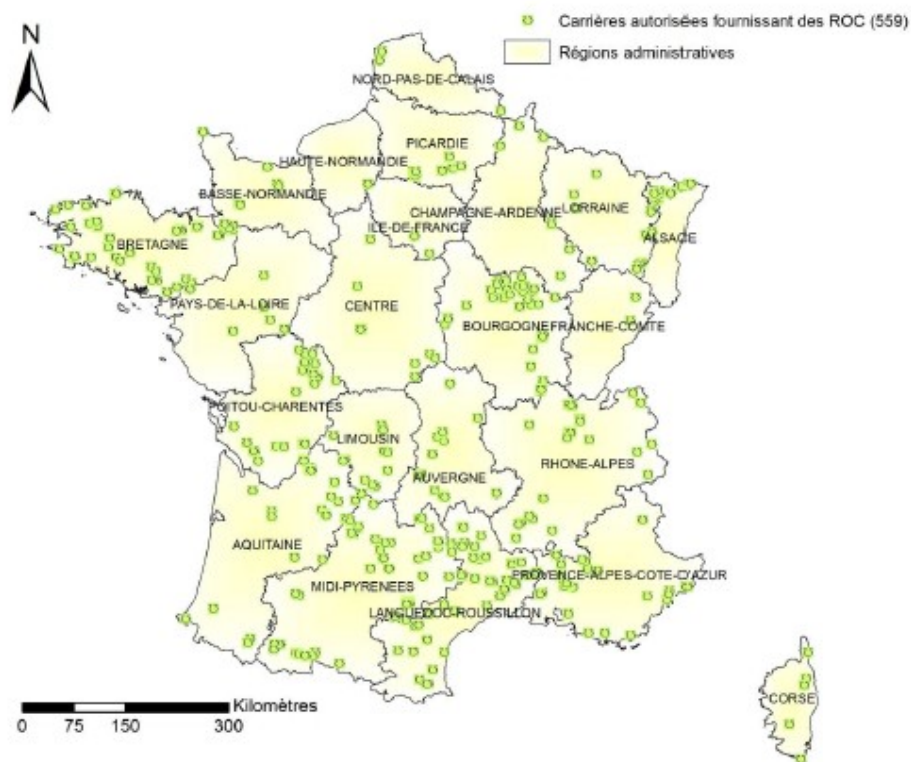 Carrières autorisées fournissant des ROC (559)
Régions administratives
N
NORD-PAS-DE-CALAIS
PICARDIE
HAUTE-NORMANDIE
BASSE-NORMANDIE
CHAMPAGNE-ARDENNE
LORRAINE
ILE-DE-FRANCE
ALSACE
BRETAGNE
PAYS-DE-LA-LOIRE
CENTRE
BOURGOGNE
FRANCHE-COMTE
POITOU-CHARENTES
LIMOUSIN
AUVERGNE
RHONE-ALPES
AQUITAINE
MIDI-PYRENEES
PROVENCE-ALPES-COTE-D'AZUR
LANGUEDOC-ROUSSILLON
CORSE
Kilomètres
0 75 150 300